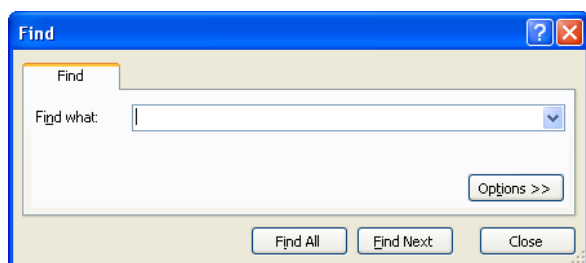 Find
Find
Find what:
Options >>
Find All
Find Next
Close